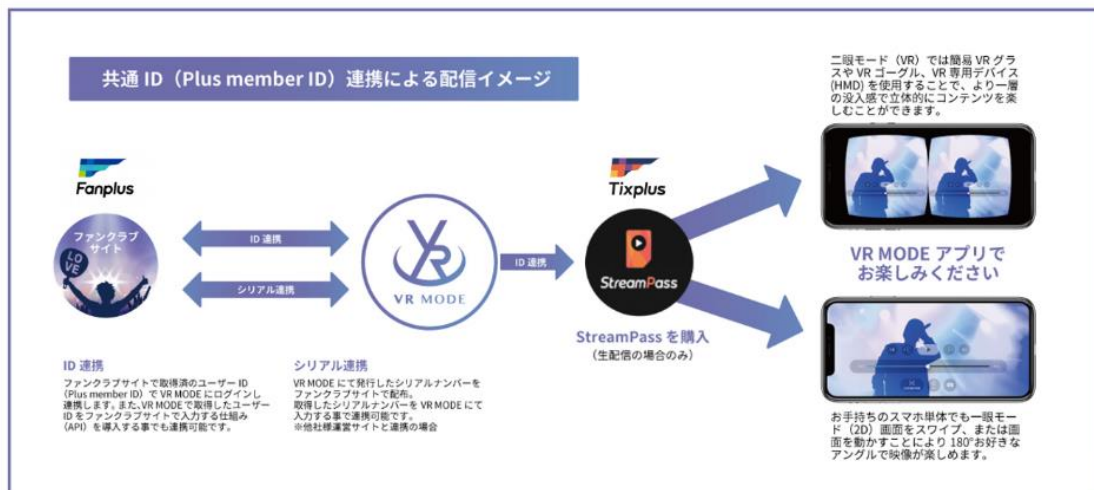 共通 ID（Plus member ID）連携による配信イメージ
Fanplus
ファンクラブ
サイト
LOVE
ID 連携
シリアル連携
VR MODE
ID 連携
Tixplus
StreamPass
StreamPass を購入
（生配信の場合のみ）
ID 連携
ファンクラブサイトで取得済のユーザー ID
（Plus member ID）で VR MODE にログインし
連携します。また、VR MODE で取得したユーザー
ID をファンクラブサイトで入力する仕組み
（API）を導入する事でも連携可能です。
シリアル連携
VR MODE にて発行したシリアルナンバーを
ファンクラブサイトで配布。
取得したシリアルナンバーを VR MODE にて
入力する事で連携可能です。
※他社様運営サイトと連携の場合
二眼モード（VR）では簡易 VR グラ
スや VR ゴーグル、VR 専用デバイス
(HMD) を使用することで、より一層
の没入感で立体的にコンテンツを楽
しむことができます。
VR MODE アプリで
お楽しみください
お手持ちのスマホ単体でも一眼モー
ド（2D）画面をスワイプ、または画
面を動かすことにより 180°お好きな
アングルで映像が楽しめます。